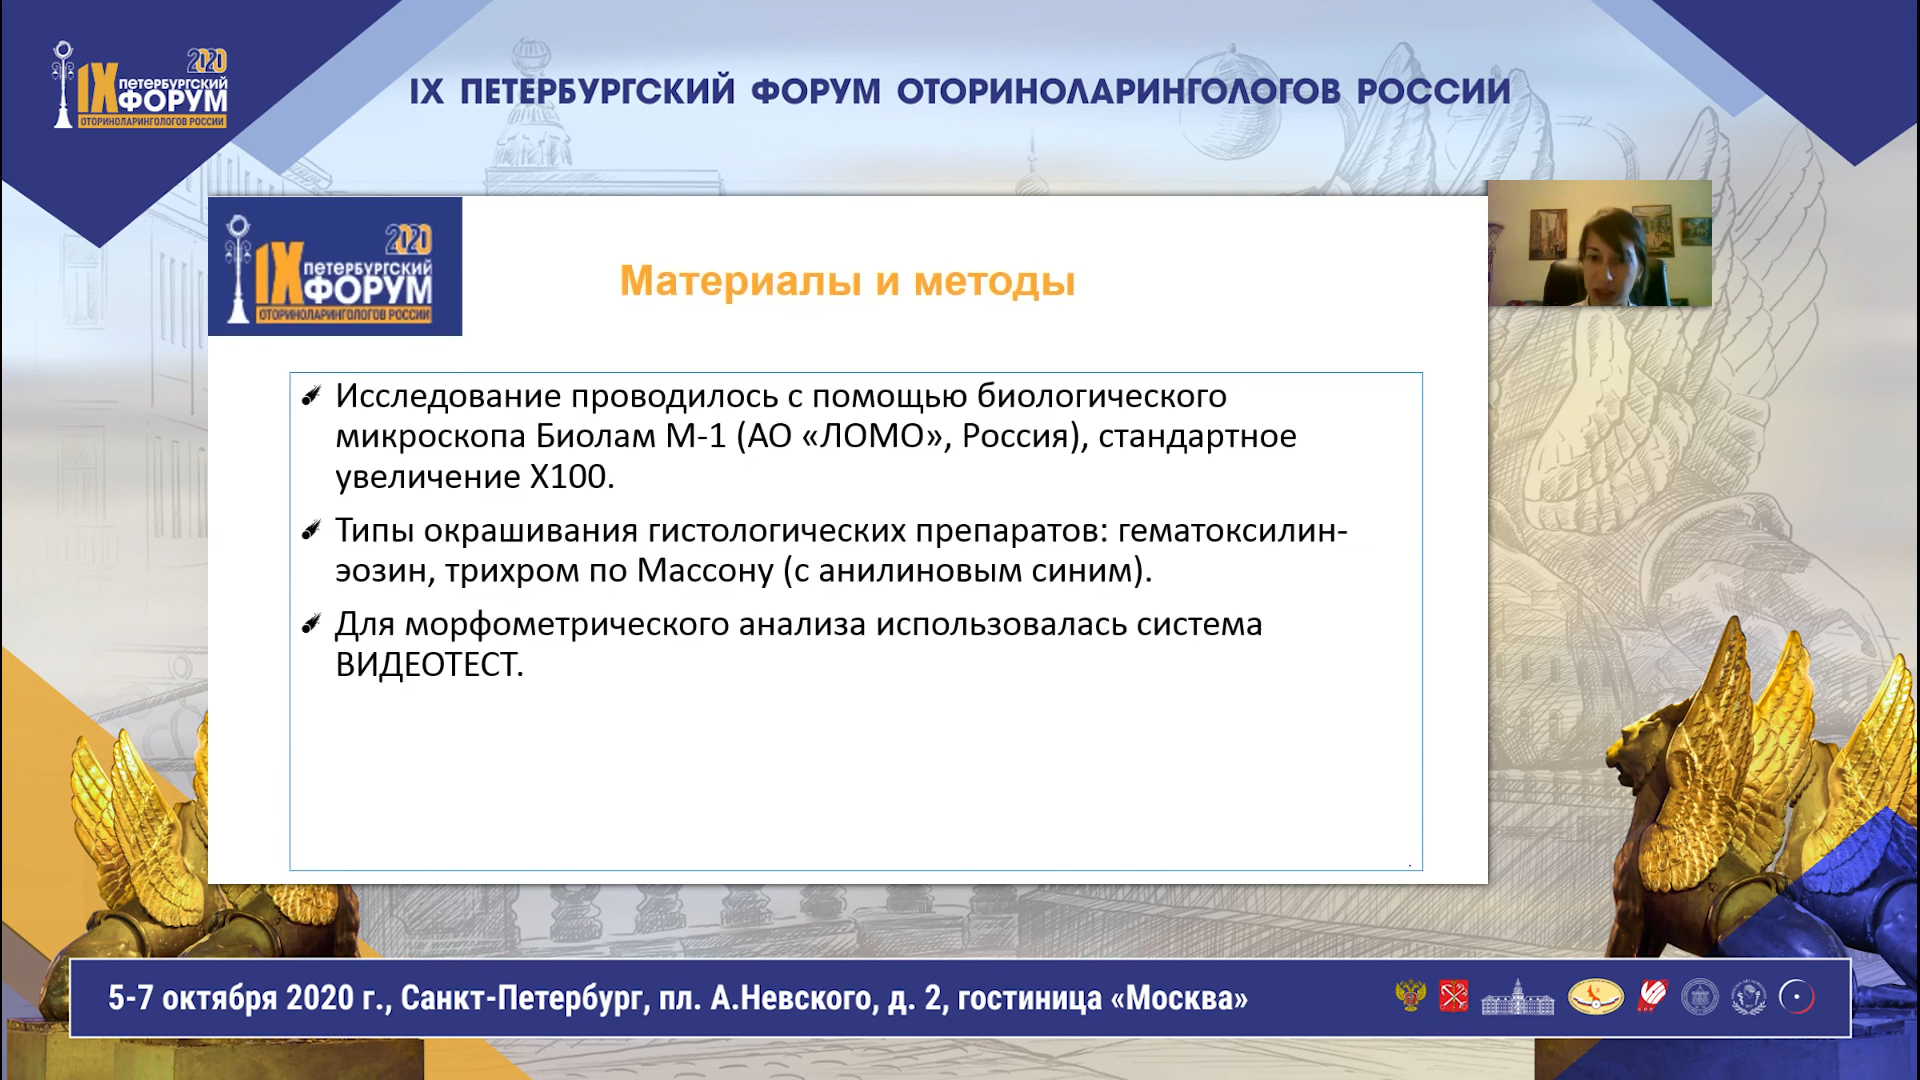 2020
IX ПЕТЕРБУРГСКИЙ
ФОРУМ
ОТОРИНОЛАРИНГОЛОГОВ РОССИИ
IX ПЕТЕРБУРГСКИЙ ФОРУМ ОТОРИНОЛАРИНГОЛОГОВ РОССИИ
2020
IX ПЕТЕРБУРГСКИЙ
ФОРУМ
ОТОРИНОЛАРИНГОЛОГОВ РОССИИ
Материалы и методы
Исследование проводилось с помощью биологического
микроскопа Биолам М-1 (АО «ЛОМО», Россия), стандартное
увеличение Х100.
Типы окрашивания гистологических препаратов: гематоксилин-
эозин, трихром по Массону (с анилиновым синим).
Для морфометрического анализа использовалась система
ВИДЕОТЕСТ.
5-7 октября 2020 г., Санкт-Петербург, пл. А.Невского, д. 2, гостиница «Москва»